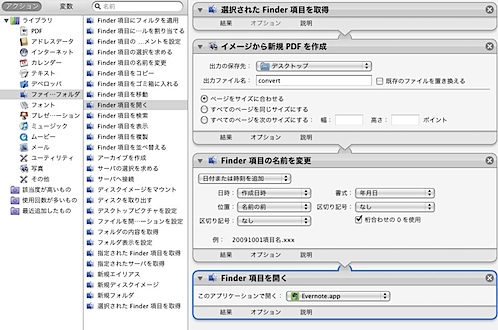 アクション 変数 名前
ライブラリ
PDF
アドレスデータ
インターネット
カレンダー
テキスト
デベロッパ
ファイ…フォルダ
フォント
プレゼ…ーション
ミュージック
ムービー
メール
ユーティリティ
写真
その他
該当度が高いもの
使用回数が多いもの
最近追加したもの
Finder 項目にフィルタを適用
Finder 項目に…ルを割り当てる
Finder 項目の …メントを設定
Finder 項目の選択を求める
Finder 項目の名前を変更
Finder 項目をコピー
Finder 項目をゴミ箱に入れる
Finder 項目を移動
Finder 項目を開く
Finder 項目を検索
Finder 項目を表示
Finder 項目を複製
Finder 項目を並べ替える
アーカイブを作成
サーバの選択を求める
サーバへ接続
ディスクイメージをマウント
ディスクを取り出す
デスクトップピクチャを設定
ファイルに関…ーションを設定
フォルダの内容を取得
フォルダ表示を設定
指定された Finder 項目を取得
指定されたサーバを取得
新規エイリアス
新規ディスクイメージ
新規フォルダ
選択された Finder 項目を取得
選択された Finder 項目を取得
結果 オプション 説明
イメージから新規 PDF を作成
出力の保存先： デスクトップ
出力ファイル名： convert 既存のファイルを置き換える
ページをサイズに合わせる
すべてのページを同じサイズにする
すべてのページを次のサイズにする： 幅： 高さ： ポイント
結果 オプション 説明
Finder 項目の名前を変更
日付または時刻を追加
日時： 作成日時 書式： 年月日
位置： 名前の前 区切り記号： なし
区切り記号： なし 桁合わせの 0 を使用
例： 20091001項目名.xxx
結果 オプション 説明
Finder 項目を開く
このアプリケーションで開く： Evernote.app
結果 オプション 説明